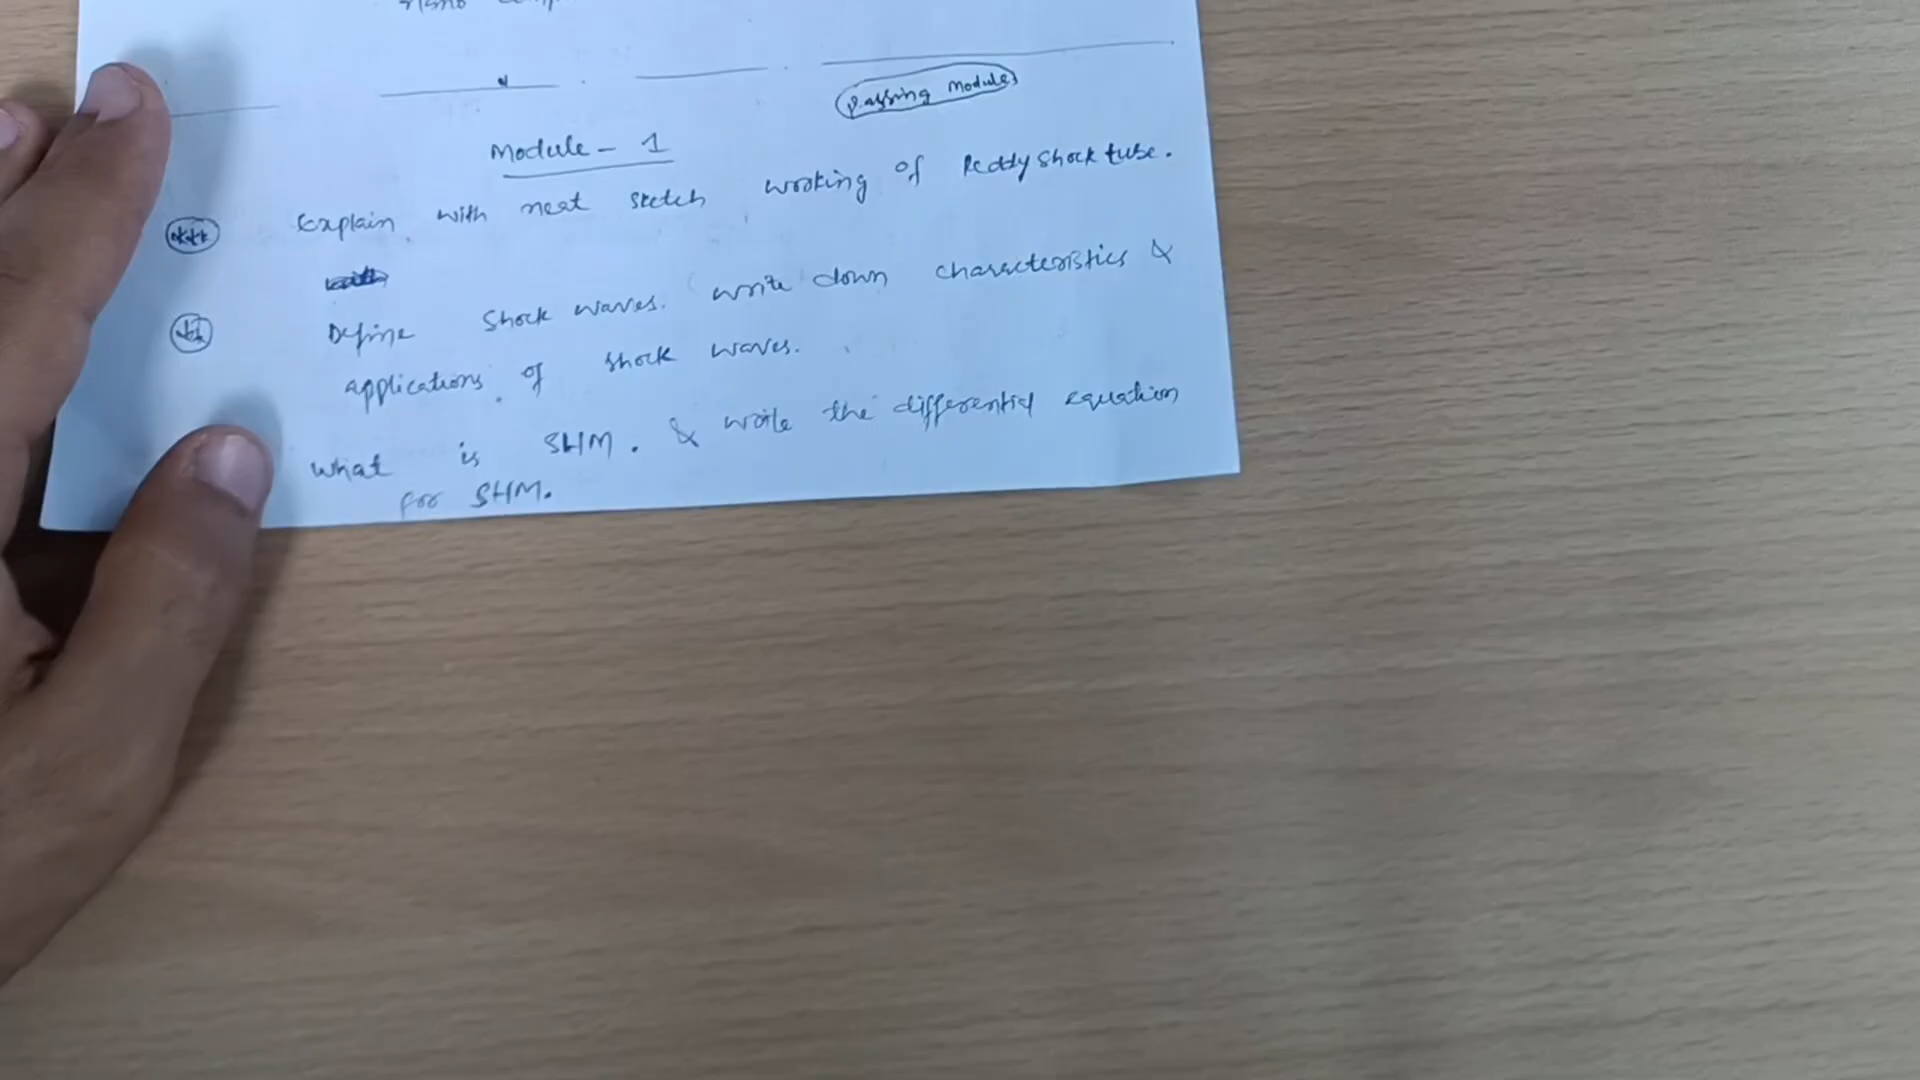 Passing Modules
Module - 1
*** Explain with neat sketch working of Reddy Shock tube.
** Define Shock waves. write down characteristics &
applications of shock waves.
What is SHM. & write the differential equation
for SHM.